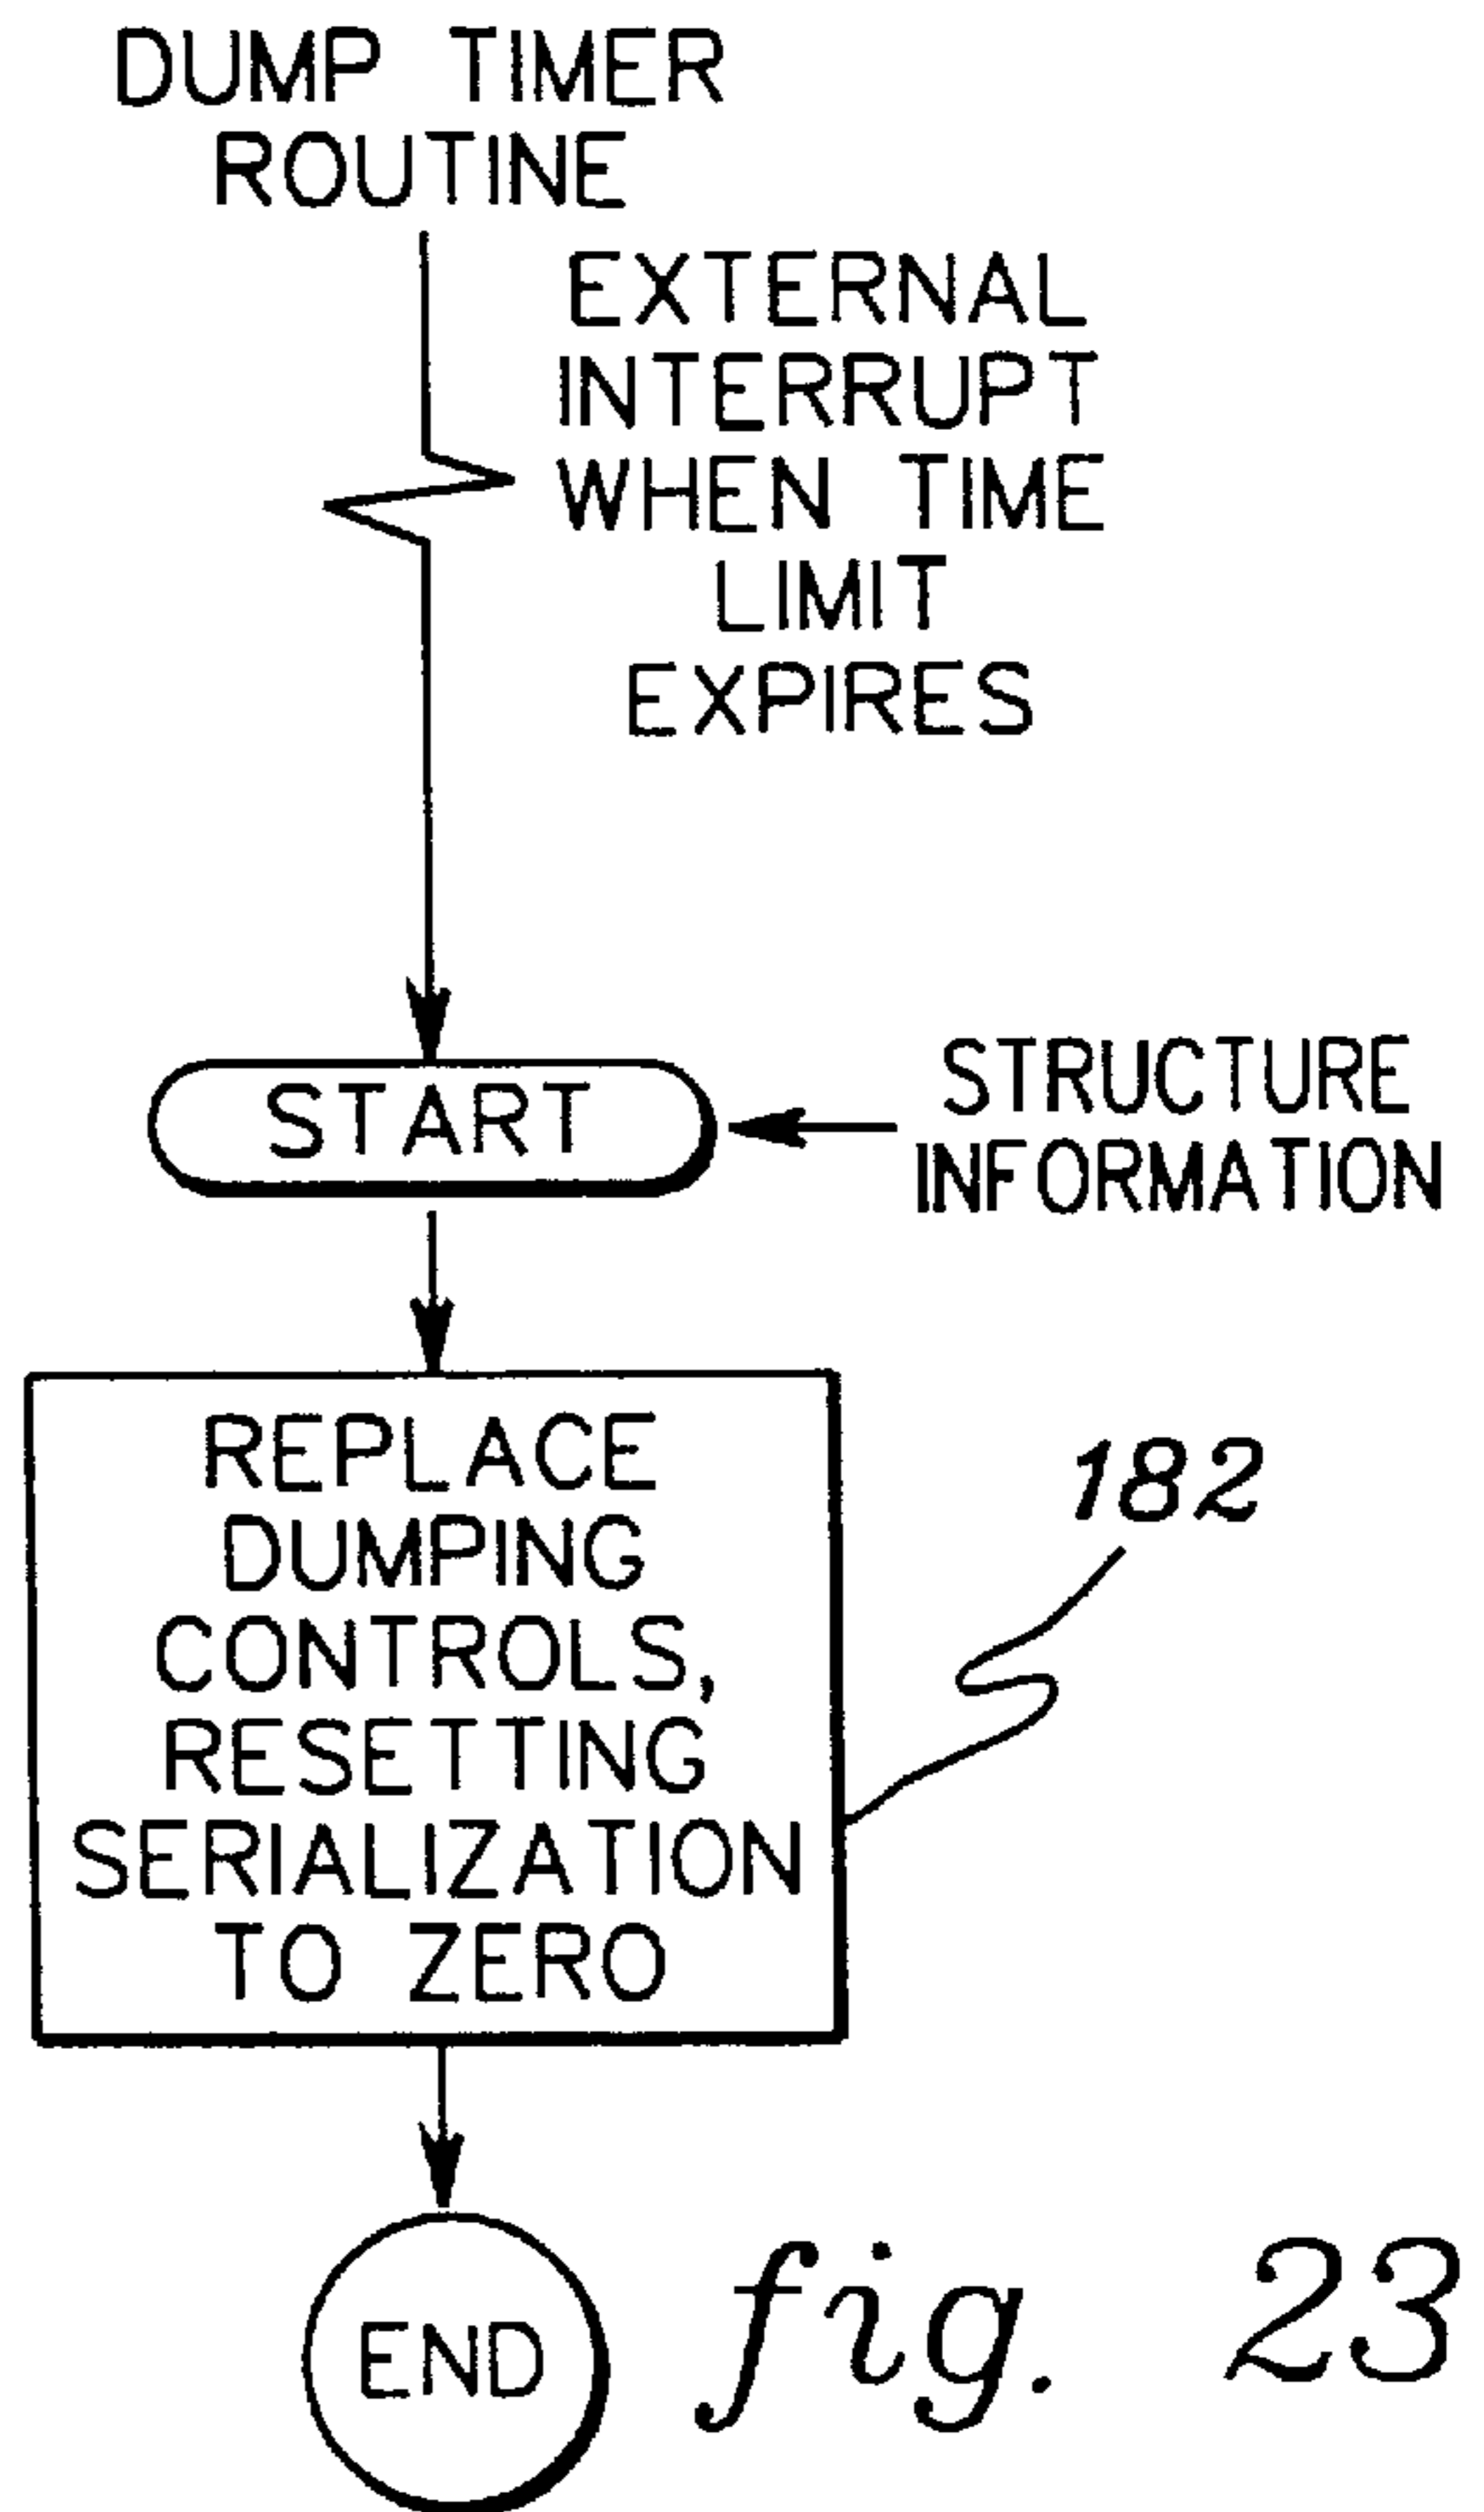 DUMP TIMER
ROUTINE
EXTERNAL
INTERRUPT
WHEN TIME
LIMIT
EXPIRES
START
STRUCTURE
INFORMATION
REPLACE
DUMPING
CONTROLS,
RESETTING
SERIALIZATION
TO ZERO
182
END
fig. 23